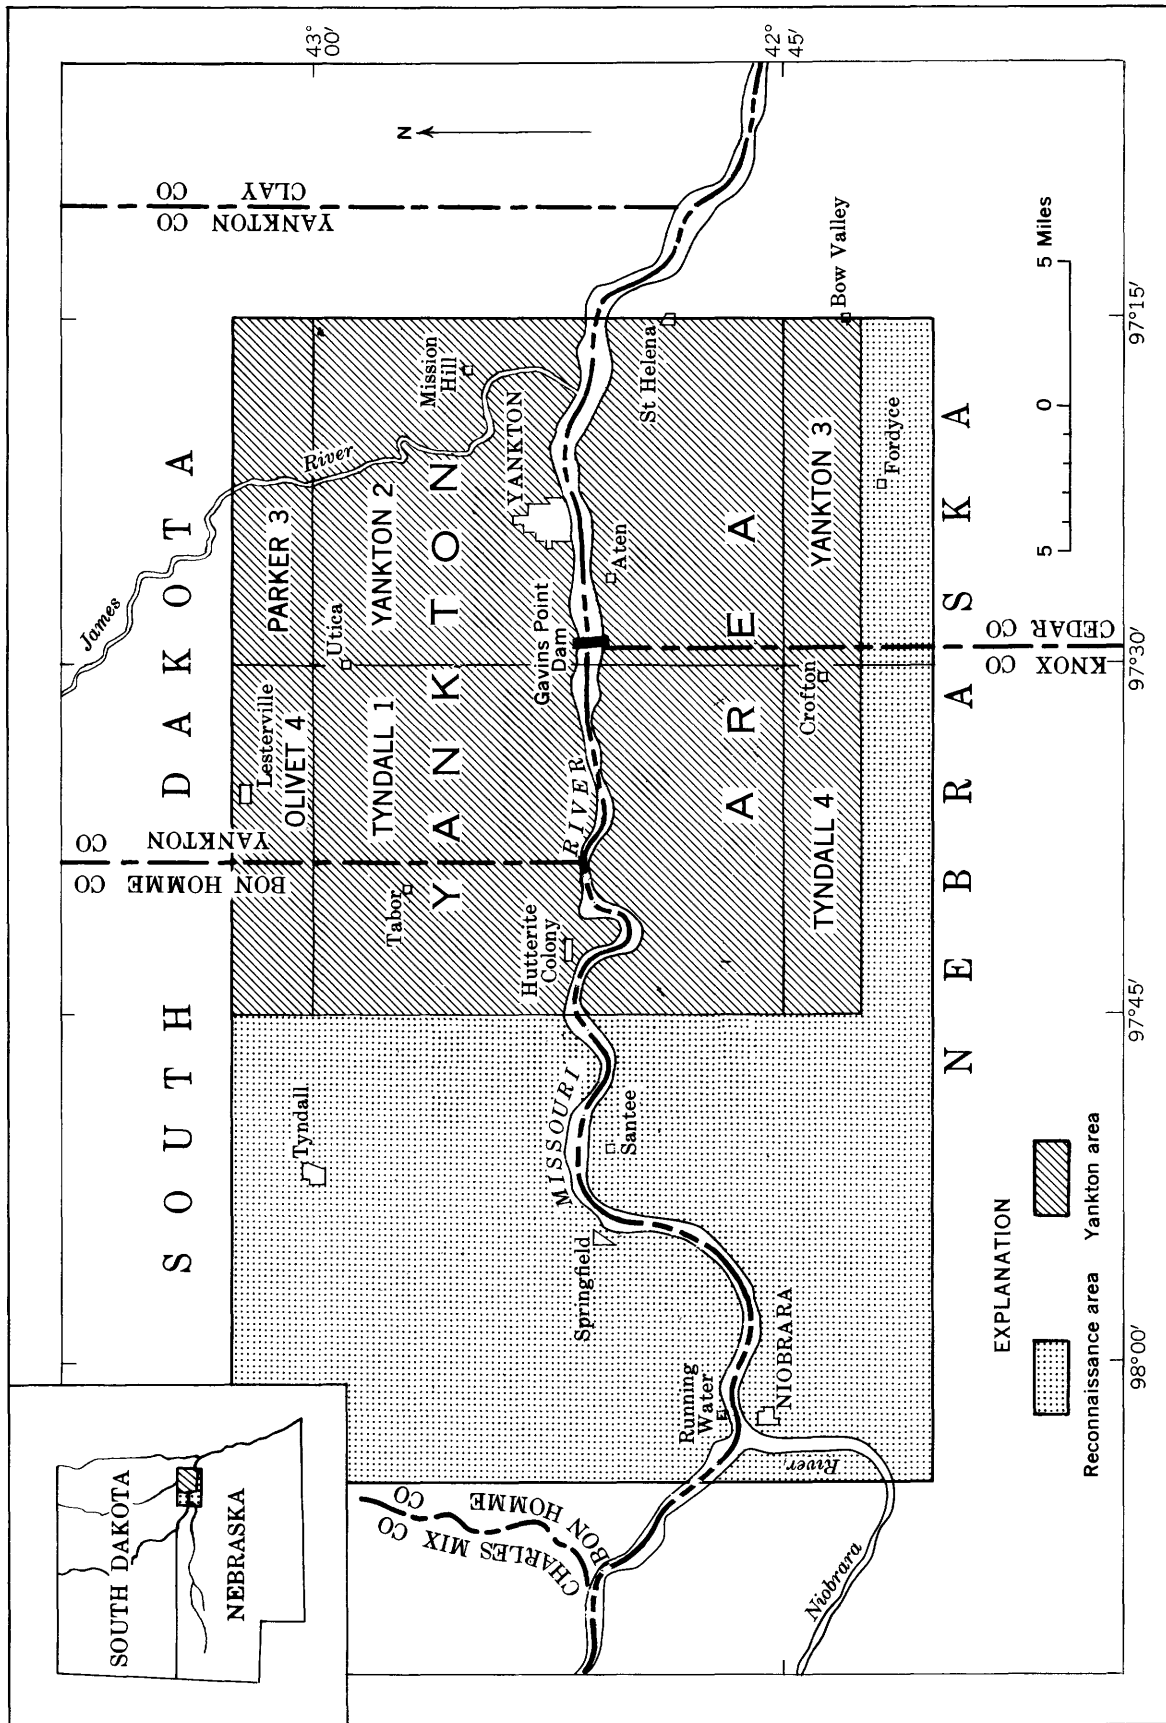 SOUTH DAKOTA
NEBRASKA
SOUTH DAKOTA
James
River
CHARLES MIX CO
BON HOMME CO
BON HOMME CO
YANKTON CO
YANKTON CO
CLAY CO
43°
00'
Tyndall
Lesterville
OLIVET 4
PARKER 3
Tabor
TYNDALL 1
Utica
YANKTON 2
Mission
Hill
YANKTON
YANKTON
N
Hutterite
Colony
Gavins Point
Dam
MISSOURI
RIVER
Springfield
Santee
Aten
St Helena
Running
Water
NIOBRARA
River
Niobrara
AREA
42°
45'
TYNDALL 4
Crofton
YANKTON 3
Bow Valley
Fordyce
NEBRASKA
KNOX CO
CEDAR CO
EXPLANATION
Reconnaissance area
Yankton area
5 0 5 Miles
98°00'
97°45'
97°30'
97°15'